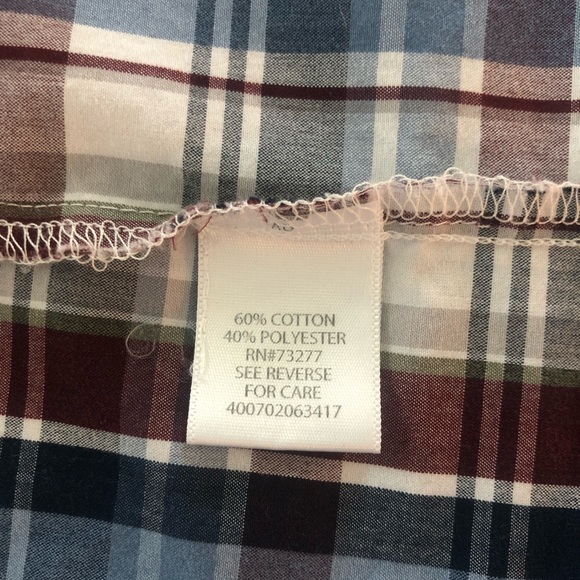 60% COTTON
40% POLYESTER
RN#73277
SEE REVERSE
FOR CARE
400702063417